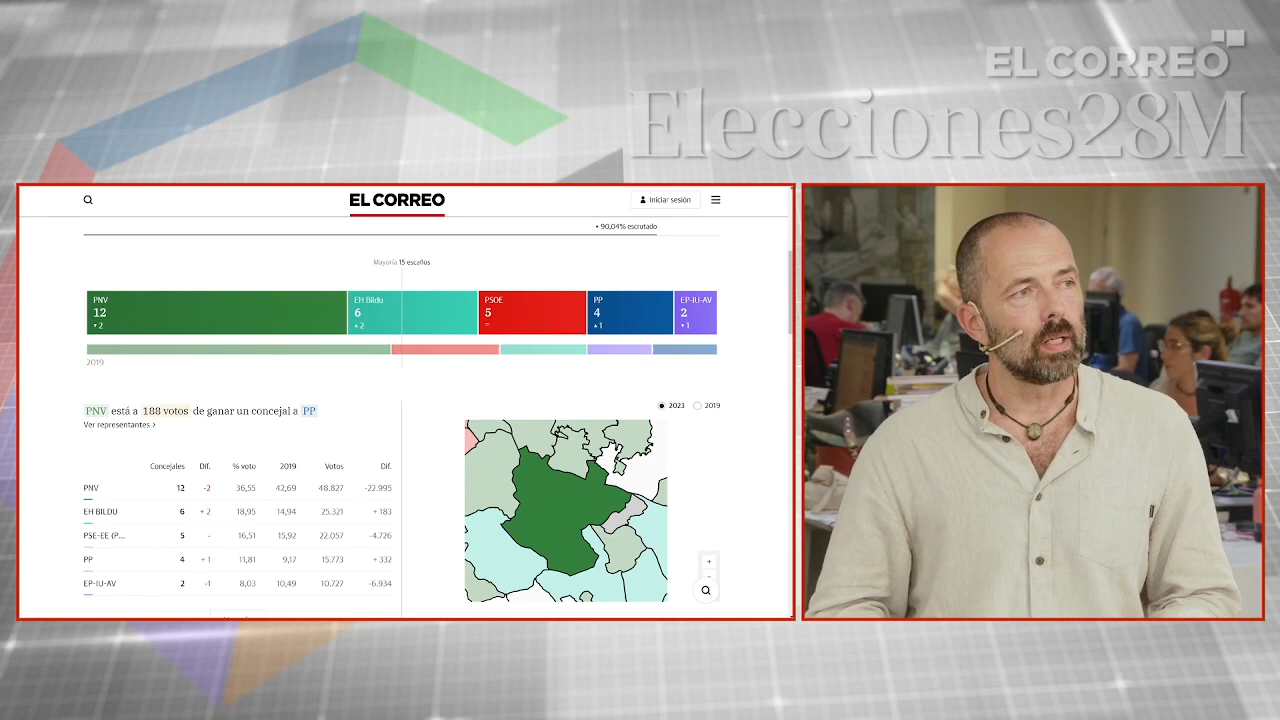 EL CORREO
Elecciones28M
EL CORREO
Iniciar sesión
90,04% escrutado
Mayoría 15 escaños
PNV
12
▾ 2
EH Bildu
6
▴ 2
PSOE
5
=
PP
4
▴ 1
EP-IU-AV
2
▾ 1
2019
PNV está a 188 votos de ganar un concejal a PP
Ver representantes >
2023 2019
Concejales Dif. % voto 2019 Votos Dif.
PNV 12 -2 36,55 42,69 48.827 -22.995
EH BILDU 6 + 2 18,95 14,94 25.321 + 183
PSE-EE (P... 5 - 16,51 15,92 22.057 -4.726
PP 4 + 1 11,81 9,17 15.773 + 332
EP-IU-AV 2 -1 8,03 10,49 10.727 -6.934
+
-